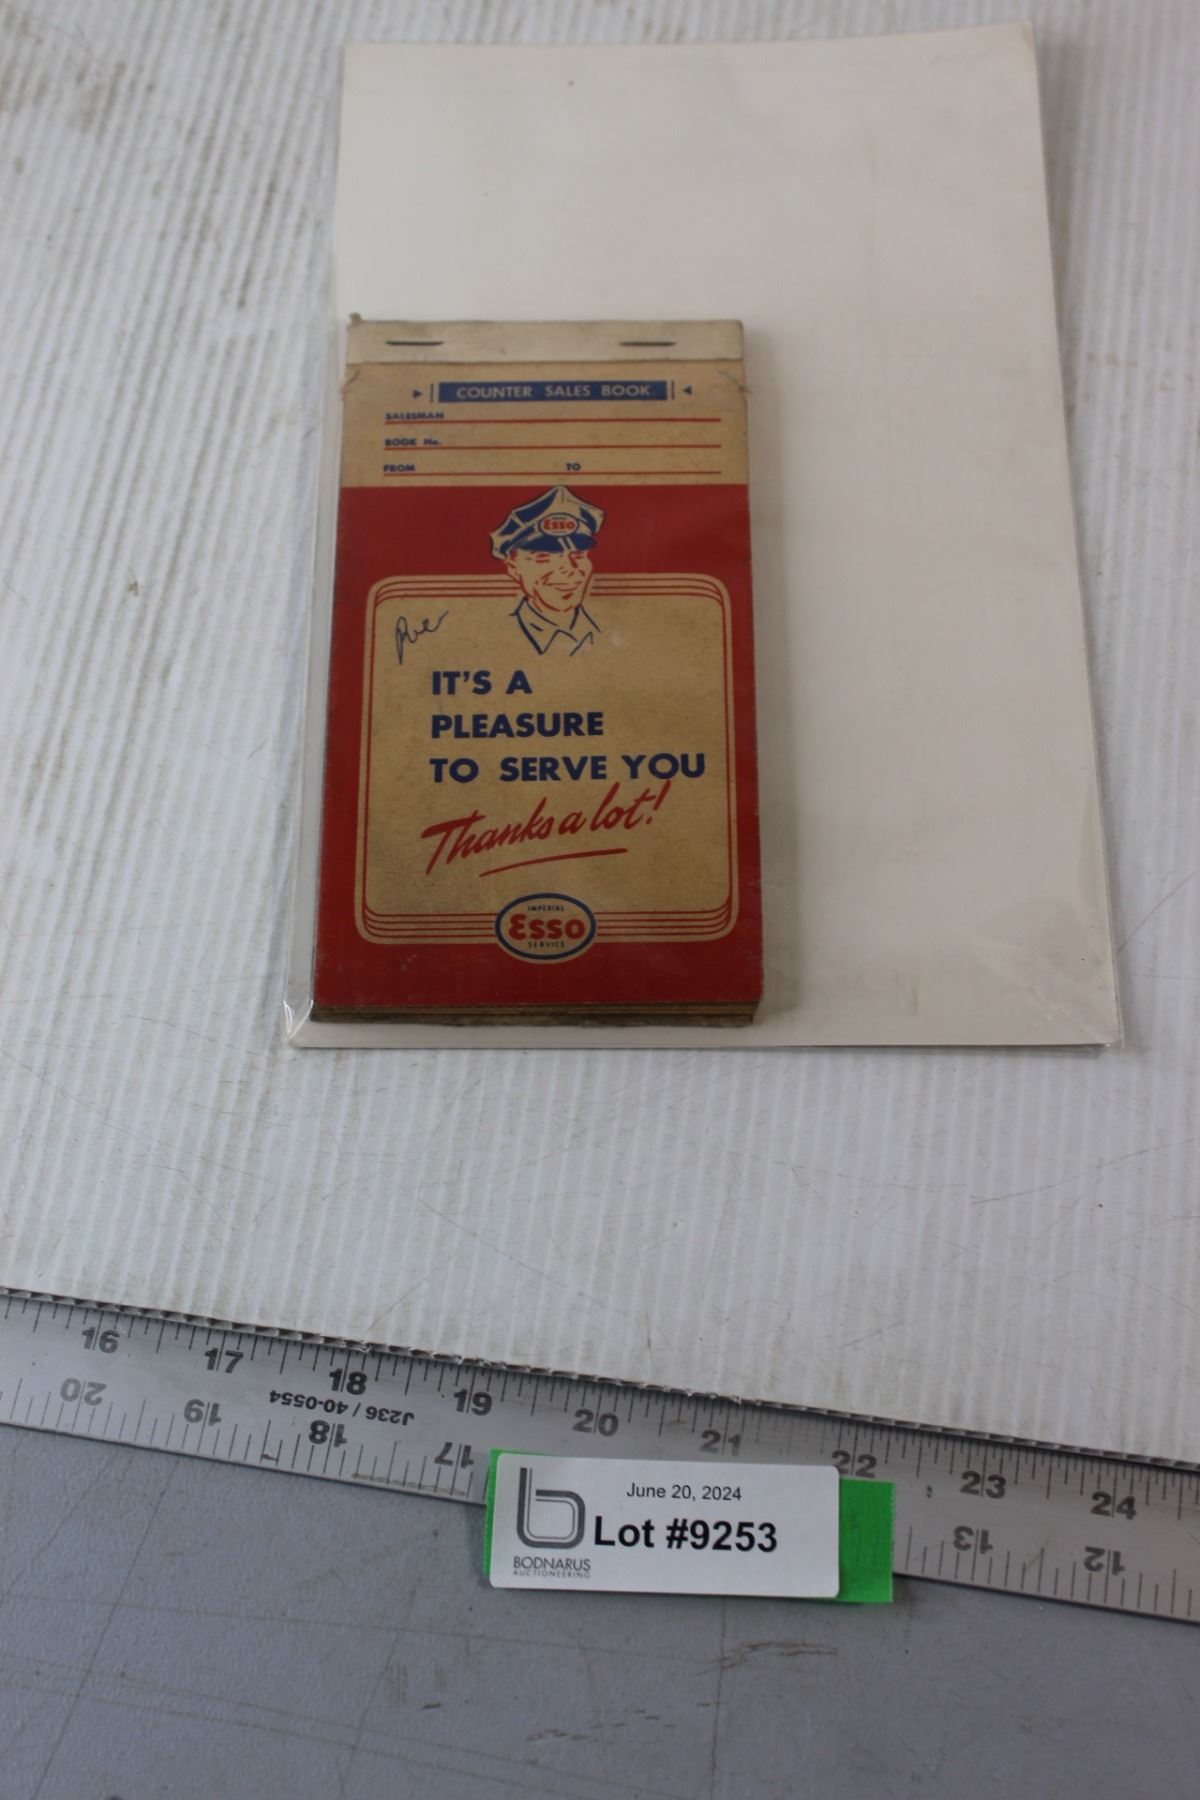 COUNTER SALES BOOK
SALESMAN
BOOK No.
FROM TO
Esso
IT'S A
PLEASURE
TO SERVE YOU
Thanks a lot!
IMPERIAL
Esso
SERVICE
16 17 18 19 20 21 22 23 24
20 19 18 17 13 12
J236 / 40-0554
June 20, 2024
Lot #9253
BODNARUS
AUCTIONEERING